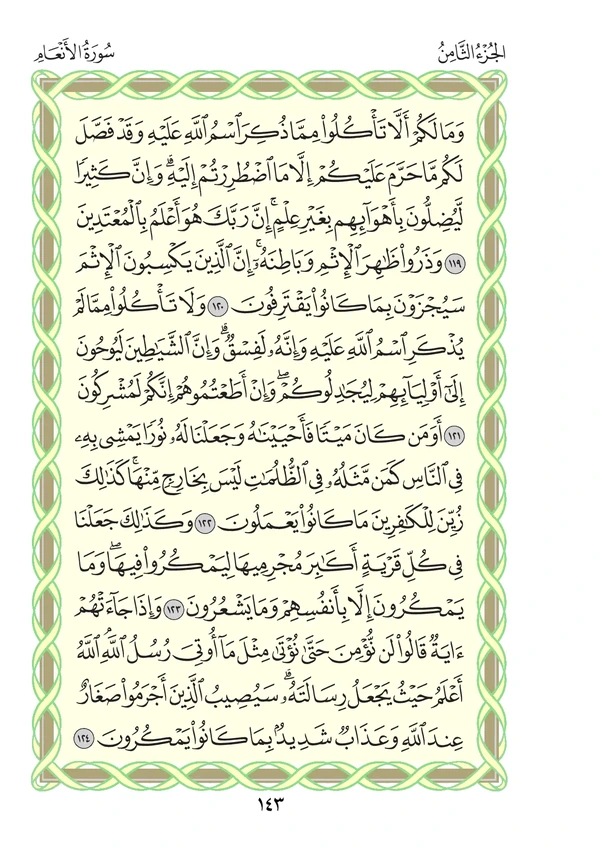 الجُزْءُ الثَّامِنُ
سُورَةُ الأَنْعَامِ
وَمَا لَكُمْ أَلَّا تَأْكُلُوا۟ مِمَّا ذُكِرَ ٱسْمُ ٱللَّهِ عَلَيْهِ وَقَدْ فَصَّلَ
لَكُم مَّا حَرَّمَ عَلَيْكُمْ إِلَّا مَا ٱضْطُرِرْتُمْ إِلَيْهِ ۗ وَإِنَّ كَثِيرًا
لَّيُضِلُّونَ بِأَهْوَآئِهِم بِغَيْرِ عِلْمٍ ۗ إِنَّ رَبَّكَ هُوَ أَعْلَمُ بِٱلْمُعْتَدِينَ
١١٩ وَذَرُوا۟ ظَٰهِرَ ٱلْإِثْمِ وَبَاطِنَهُۥٓ ۚ إِنَّ ٱلَّذِينَ يَكْسِبُونَ ٱلْإِثْمَ
سَيُجْزَوْنَ بِمَا كَانُوا۟ يَقْتَرِفُونَ ١٢٠ وَلَا تَأْكُلُوا۟ مِمَّا لَمْ
يُذْكَرِ ٱسْمُ ٱللَّهِ عَلَيْهِ وَإِنَّهُۥ لَفِسْقٌ ۗ وَإِنَّ ٱلشَّيَٰطِينَ لَيُوحُونَ
إِلَىٰٓ أَوْلِيَآئِهِمْ لِيُجَٰدِلُوكُمْ ۖ وَإِنْ أَطَعْتُمُوهُمْ إِنَّكُمْ لَمُشْرِكُونَ
١٢١ أَوَمَن كَانَ مَيْتًا فَأَحْيَيْنَٰهُ وَجَعَلْنَا لَهُۥ نُورًا يَمْشِى بِهِۦ
فِى ٱلنَّاسِ كَمَن مَّثَلُهُۥ فِى ٱلظُّلُمَٰتِ لَيْسَ بِخَارِجٍ مِّنْهَا ۚ كَذَٰلِكَ
زُيِّنَ لِلْكَٰفِرِينَ مَا كَانُوا۟ يَعْمَلُونَ ١٢٢ وَكَذَٰلِكَ جَعَلْنَا
فِى كُلِّ قَرْيَةٍ أَكَٰبِرَ مُجْرِمِيهَا لِيَمْكُرُوا۟ فِيهَا ۖ وَمَا
يَمْكُرُونَ إِلَّا بِأَنفُسِهِمْ وَمَا يَشْعُرُونَ ١٢٣ وَإِذَا جَآءَتْهُمْ
ءَايَةٌ قَالُوا۟ لَن نُّؤْمِنَ حَتَّىٰ نُؤْتَىٰ مِثْلَ مَآ أُوتِىَ رُسُلُ ٱللَّهِ ۘ ٱللَّهُ
أَعْلَمُ حَيْثُ يَجْعَلُ رِسَالَتَهُۥ ۗ سَيُصِيبُ ٱلَّذِينَ أَجْرَمُوا۟ صَغَارٌ
عِندَ ٱللَّهِ وَعَذَابٌ شَدِيدٌۢ بِمَا كَانُوا۟ يَمْكُرُونَ ١٢٤
١٤٣